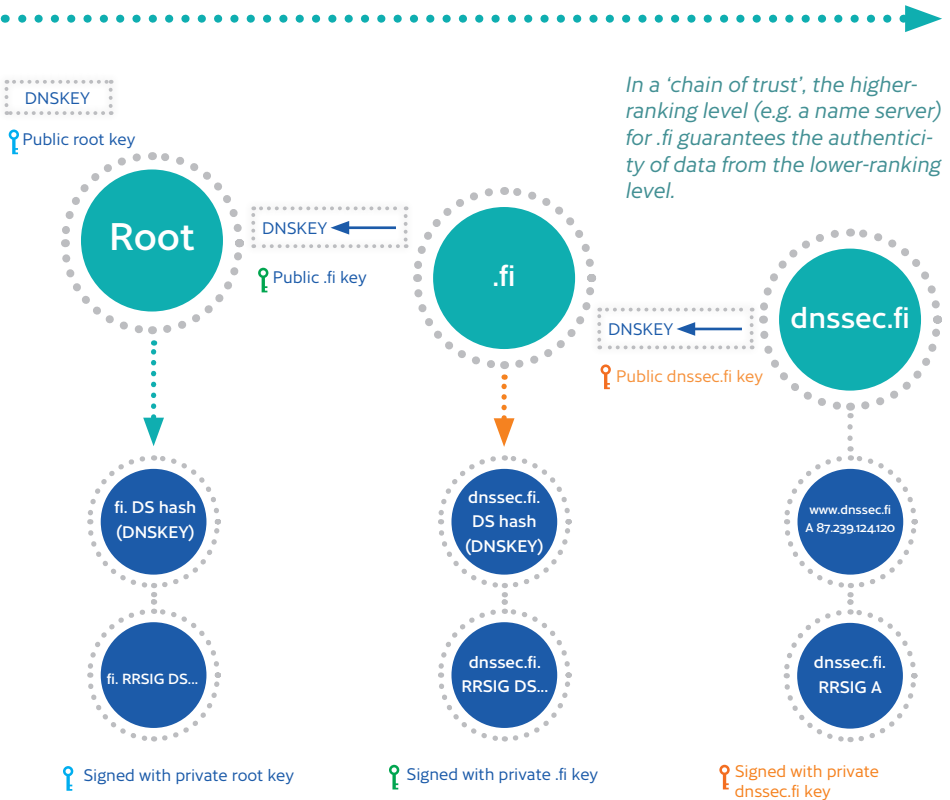 DNSKEY
Public root key
In a ‘chain of trust’, the higher-
ranking level (e.g. a name server)
for .fi guarantees the authentici-
ty of data from the lower-ranking
level.
Root
DNSKEY
Public .fi key
.fi
DNSKEY
Public dnssec.fi key
dnssec.fi
fi. DS hash
(DNSKEY)
dnssec.fi.
DS hash
(DNSKEY)
www.dnssec.fi
A 87.239.124.120
fi. RRSIG DS...
dnssec.fi.
RRSIG DS...
dnssec.fi.
RRSIG A
Signed with private root key
Signed with private .fi key
Signed with private
dnssec.fi key